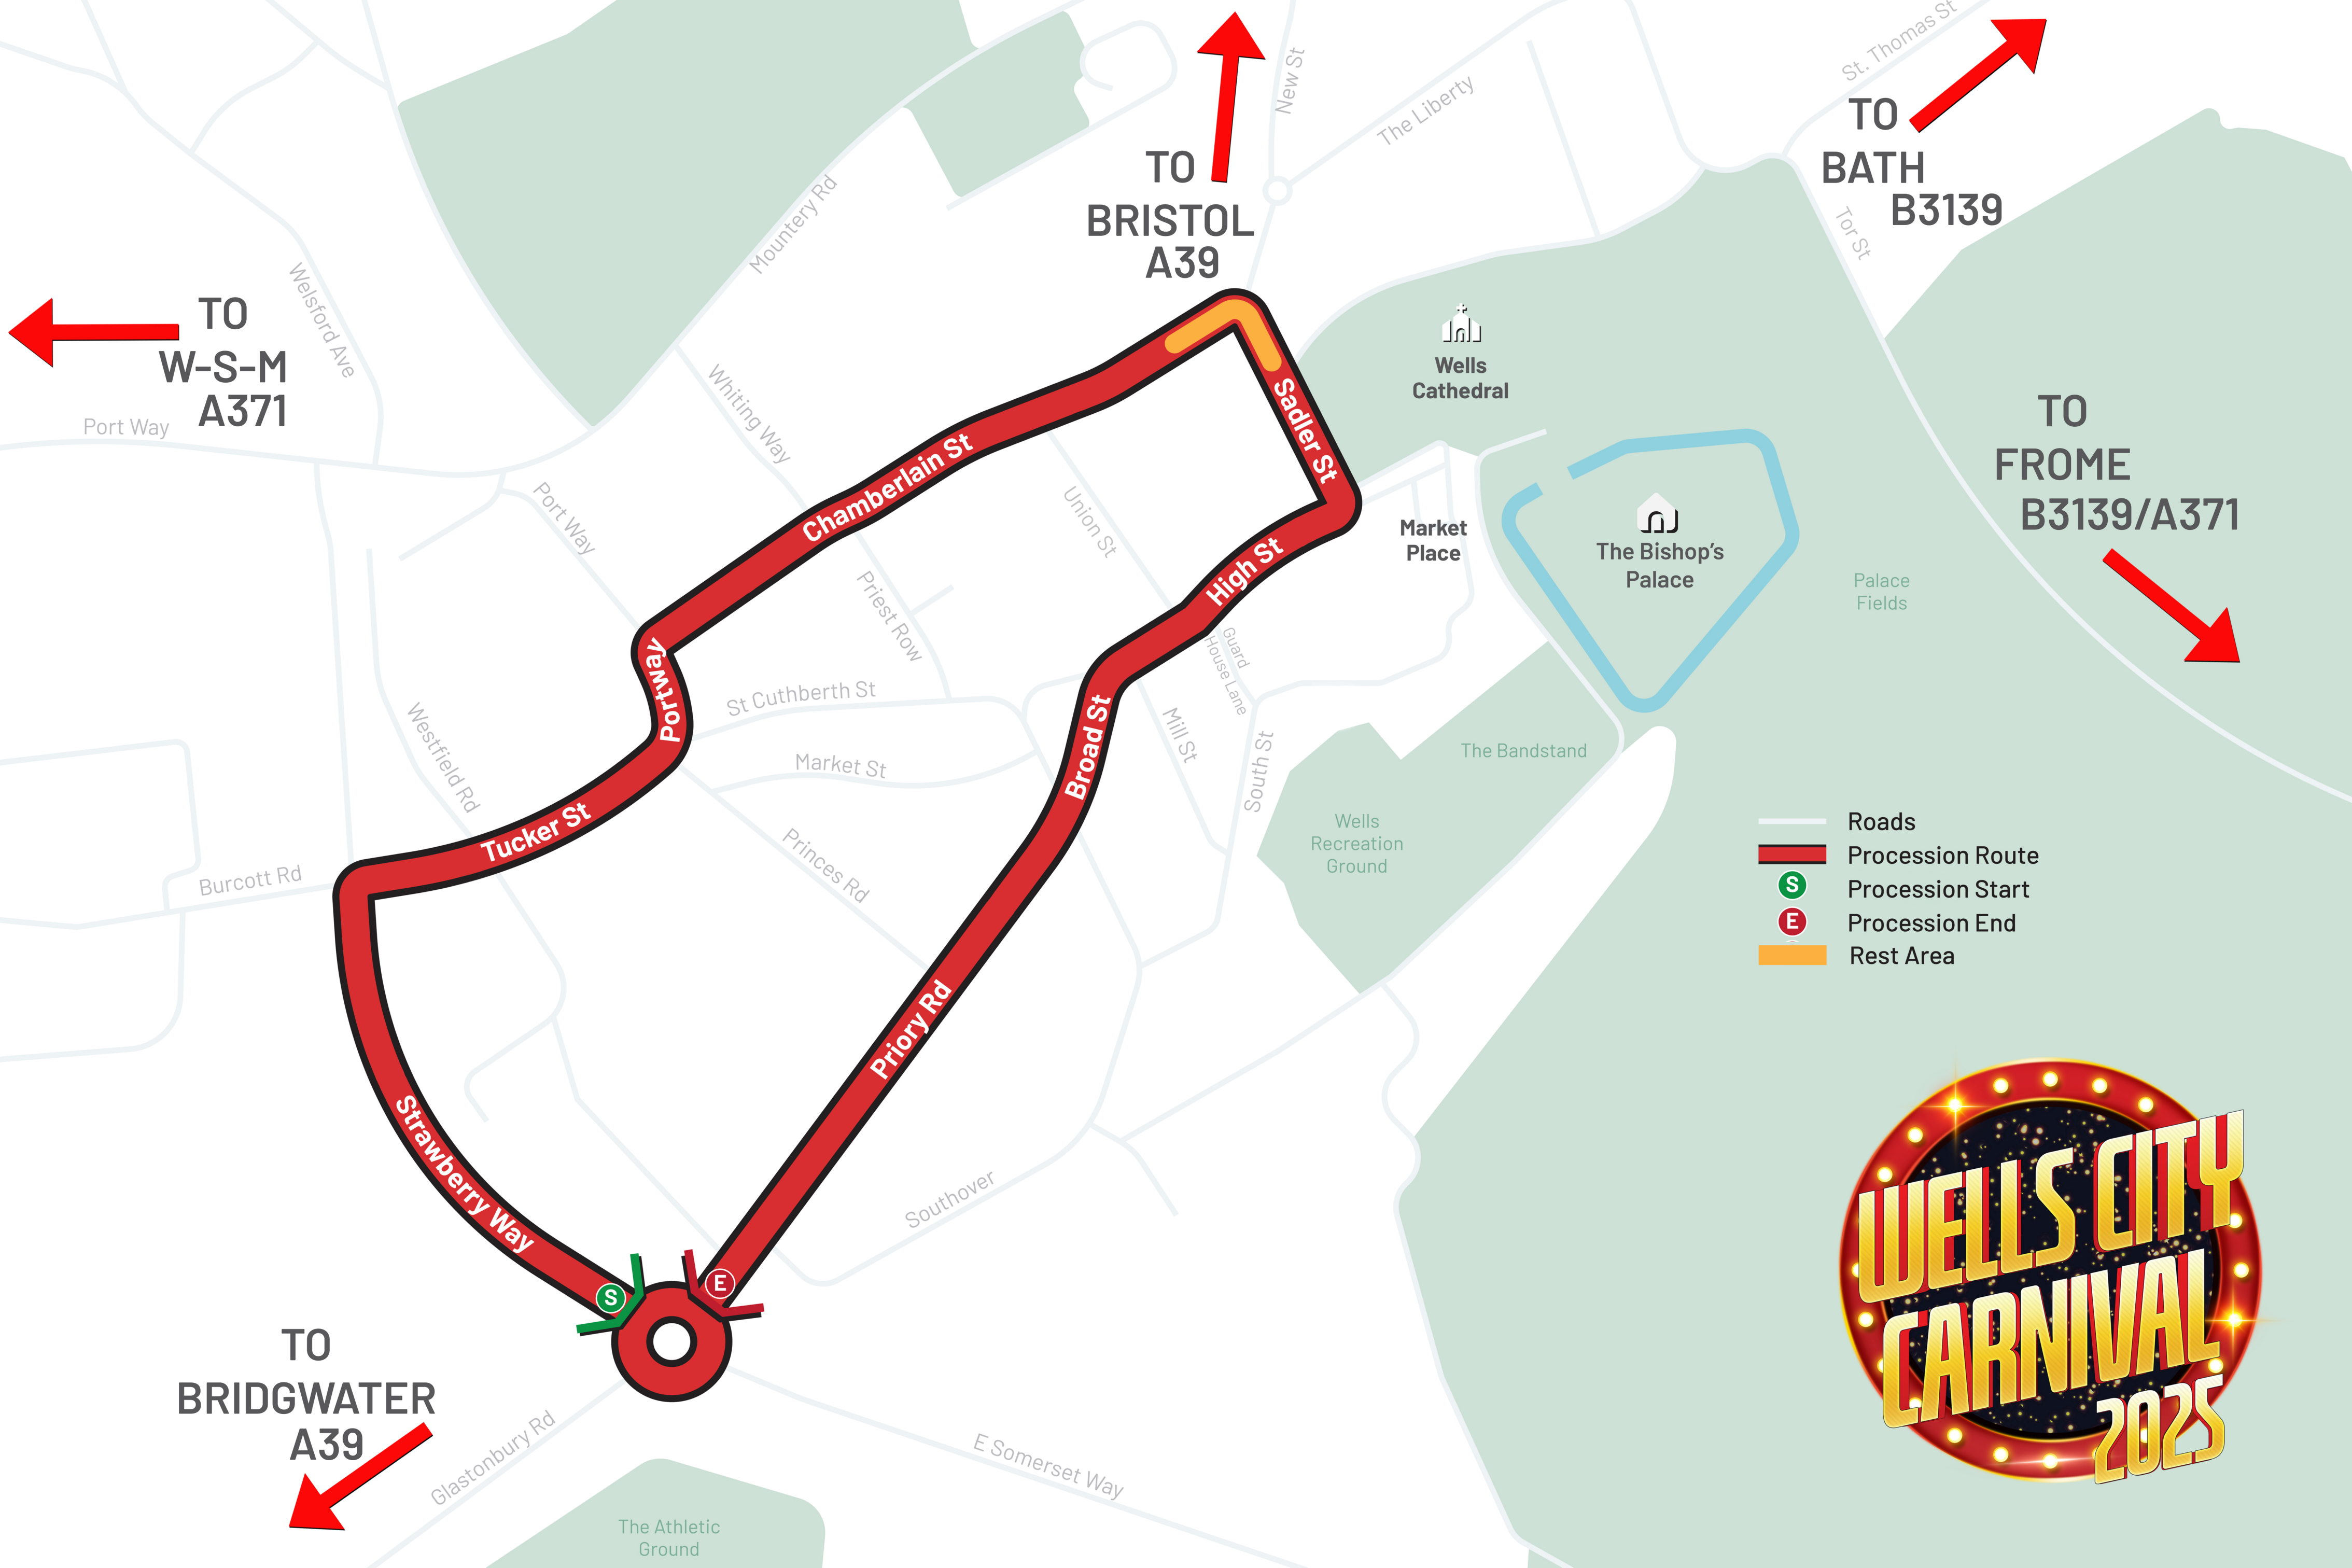 St. Thomas St
New St
The Liberty
TO
BATH
B3139
TO
BRISTOL
A39
Mountery Rd
Tor St
Welsford Ave
TO
W-S-M
A371
Port Way
Wells
Cathedral
Whiting Way
Sadler St
TO
FROME
B3139/A371
Chamberlain St
Port Way
Union St
Market
Place
The Bishop's
Palace
High St
Palace
Fields
Priest Row
Portway
Guard
House Lane
St Cuthberth St
Broad St
Mill St
South St
Westfield Rd
Market St
The Bandstand
Tucker St
Wells
Recreation
Ground
Princes Rd
Burcott Rd
Roads
Procession Route
S
Procession Start
E
Procession End
Rest Area
Priory Rd
Strawberry Way
Southover
S
E
WELLS CITY
CARNIVAL
2025
TO
BRIDGWATER
A39
Glastonbury Rd
E Somerset Way
The Athletic
Ground